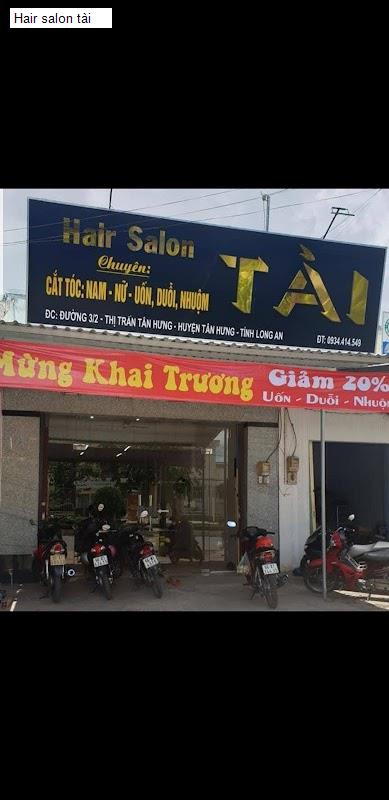 Hair salon tài
Hair Salon
Chuyên:
CẮT TÓC: NAM - NỮ - UỐN, DUỖI, NHUỘM
TÀI
ĐC: ĐƯỜNG 3/2 - THỊ TRẤN TÂN HƯNG - HUYỆN TÂN HƯNG - TỈNH LONG AN
ĐT: 0934.414.549
Mừng Khai Trương
Giảm 20%
Uốn - Duỗi - Nhuộm